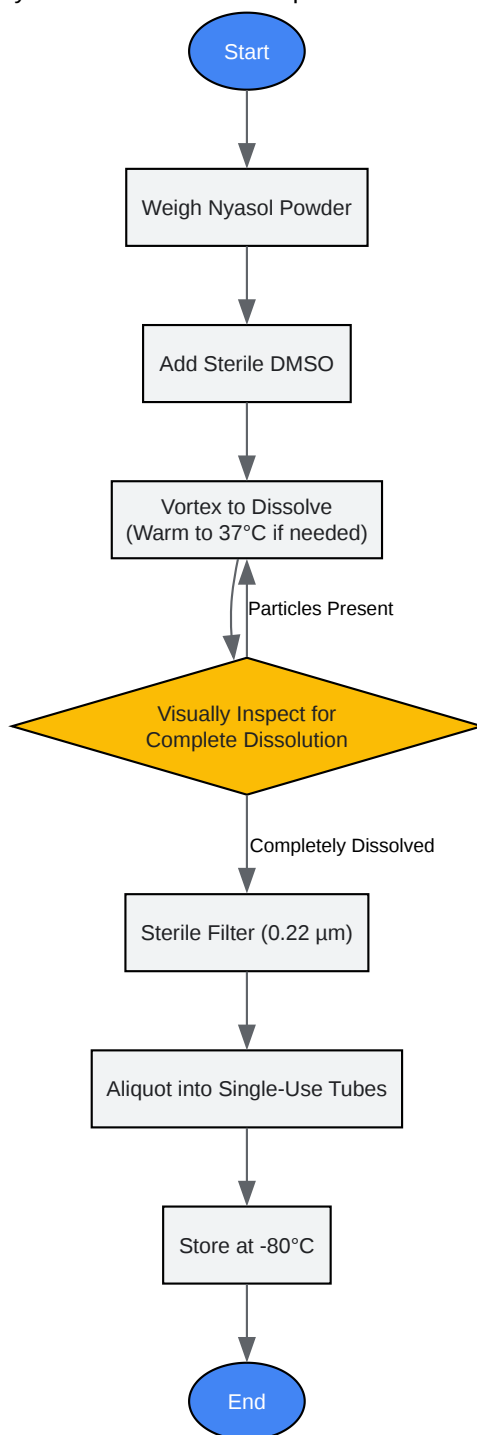 Start
Weigh Nyasol Powder
Add Sterile DMSO
Vortex to Dissolve
(Warm to 37°C if needed)
Particles Present
Visually Inspect for
Complete Dissolution
Completely Dissolved
Sterile Filter (0.22 µm)
Aliquot into Single-Use Tubes
Store at -80°C
End